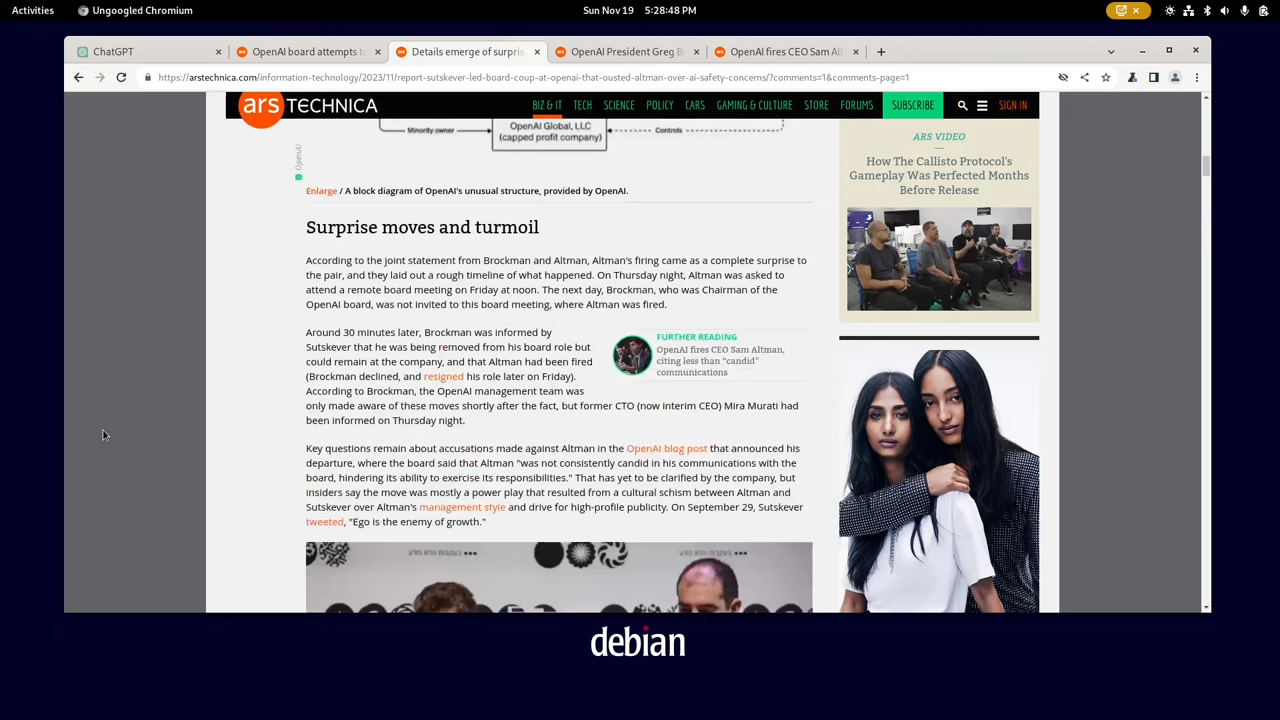 Activities
Ungoogled Chromium
Sun Nov 19 5:28:48 PM
ChatGPT
OpenAI board attempts to
Details emerge of surpris
OpenAI President Greg B
OpenAI fires CEO Sam Alt
https://arstechnica.com/information-technology/2023/11/report-sutskever-led-board-coup-at-openai-that-ousted-altman-over-ai-safety-concerns/?comments=1&comments-page=1
ars TECHNICA
BIZ & IT TECH SCIENCE POLICY CARS GAMING & CULTURE STORE FORUMS SUBSCRIBE SIGN IN
Minority owner
OpenAI Global, LLC
(capped profit company)
Controls
OpenAI
Enlarge / A block diagram of OpenAI's unusual structure, provided by OpenAI.
Surprise moves and turmoil
According to the joint statement from Brockman and Altman, Altman's firing came as a complete surprise to
the pair, and they laid out a rough timeline of what happened. On Thursday night, Altman was asked to
attend a remote board meeting on Friday at noon. The next day, Brockman, who was Chairman of the
OpenAI board, was not invited to this board meeting, where Altman was fired.
Around 30 minutes later, Brockman was informed by
Sutskever that he was being removed from his board role but
could remain at the company, and that Altman had been fired
(Brockman declined, and resigned his role later on Friday).
According to Brockman, the OpenAI management team was
only made aware of these moves shortly after the fact, but former CTO (now interim CEO) Mira Murati had
been informed on Thursday night.
FURTHER READING
OpenAI fires CEO Sam Altman,
citing less than “candid”
communications
Key questions remain about accusations made against Altman in the OpenAI blog post that announced his
departure, where the board said that Altman "was not consistently candid in his communications with the
board, hindering its ability to exercise its responsibilities." That has yet to be clarified by the company, but
insiders say the move was mostly a power play that resulted from a cultural schism between Altman and
Sutskever over Altman's management style and drive for high-profile publicity. On September 29, Sutskever
tweeted, "Ego is the enemy of growth."
ARS VIDEO
How The Callisto Protocol's
Gameplay Was Perfected Months
Before Release
debian